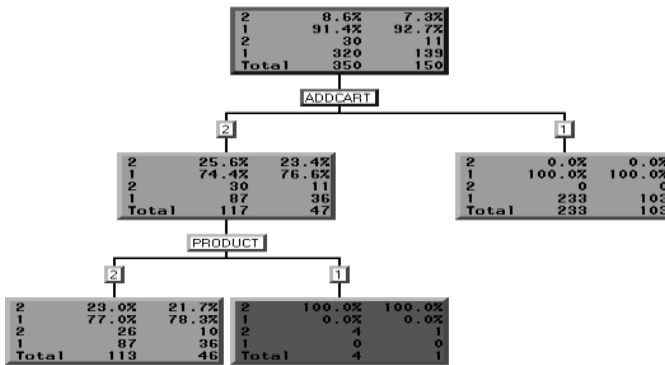 2 8.6% 7.3%
1 91.4% 92.7%
2 30 11
1 320 139
Total 350 150
ADDCART
2 1
2 25.6% 23.4%
1 74.4% 76.6%
2 30 11
1 87 36
Total 117 47
2 0.0% 0.0%
1 100.0% 100.0%
2 0 0
1 233 103
Total 233 103
PRODUCT
2 1
2 23.0% 21.7%
1 77.0% 78.3%
2 26 10
1 87 36
Total 113 46
2 100.0% 100.0%
1 0.0% 0.0%
2 4 1
1 0 0
Total 4 1